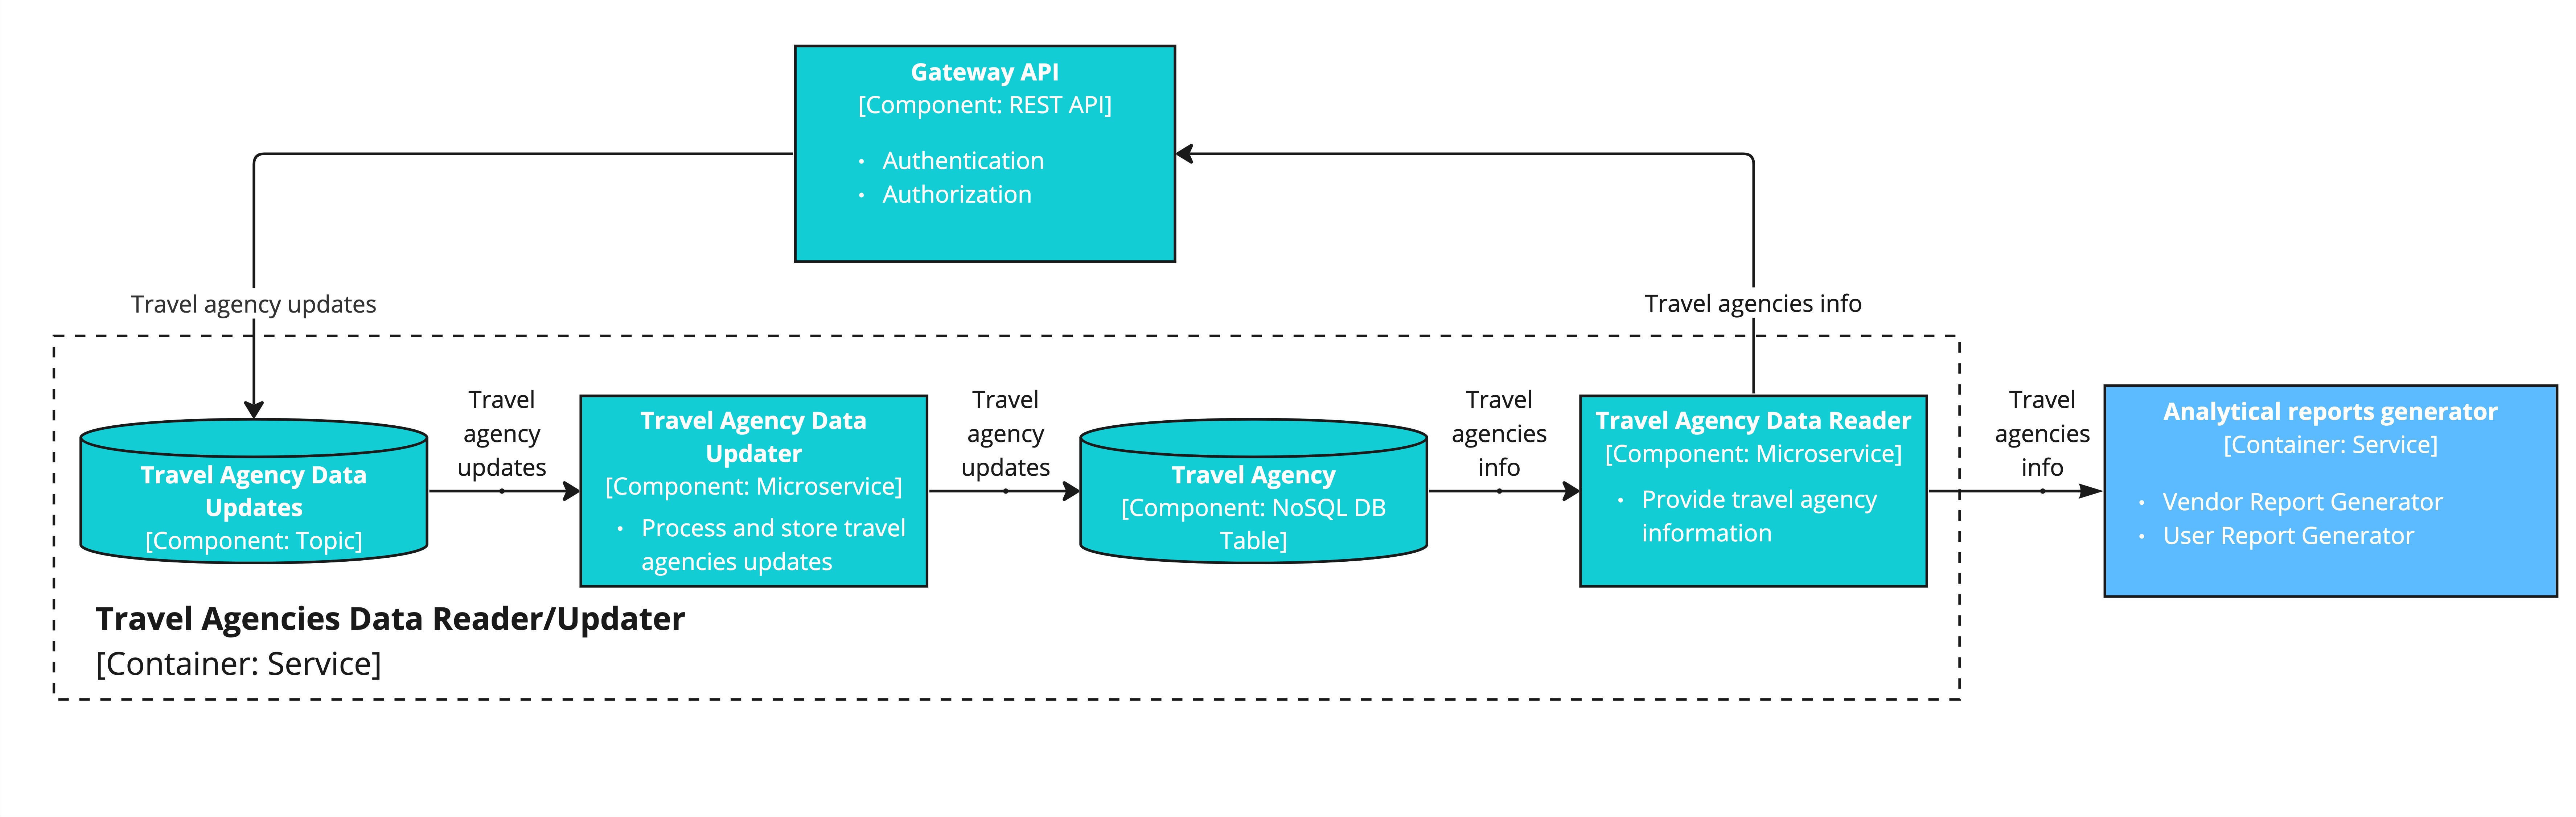 Gateway API
[Component: REST API]
• Authentication
• Authorization
Travel agency updates
Travel agencies info
Travel Agency Data
Updates
[Component: Topic]
Travel
agency
updates
Travel Agency Data
Updater
[Component: Microservice]
• Process and store travel
agencies updates
Travel
agency
updates
Travel Agency
[Component: NoSQL DB
Table]
Travel
agencies
info
Travel Agency Data Reader
[Component: Microservice]
• Provide travel agency
information
Travel
agencies
info
Analytical reports generator
[Container: Service]
• Vendor Report Generator
• User Report Generator
Travel Agencies Data Reader/Updater
[Container: Service]